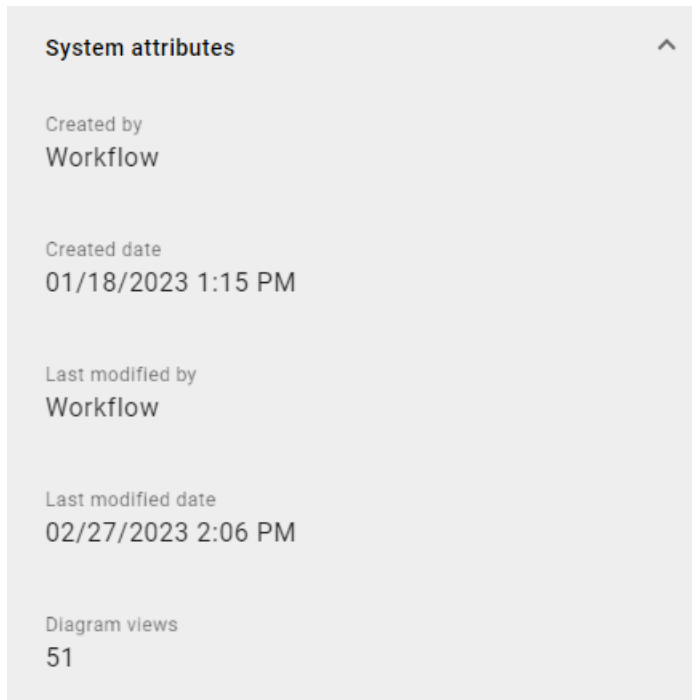 System attributes
Created by
Workflow
Created date
01/18/2023 1:15 PM
Last modified by
Workflow
Last modified date
02/27/2023 2:06 PM
Diagram views
51